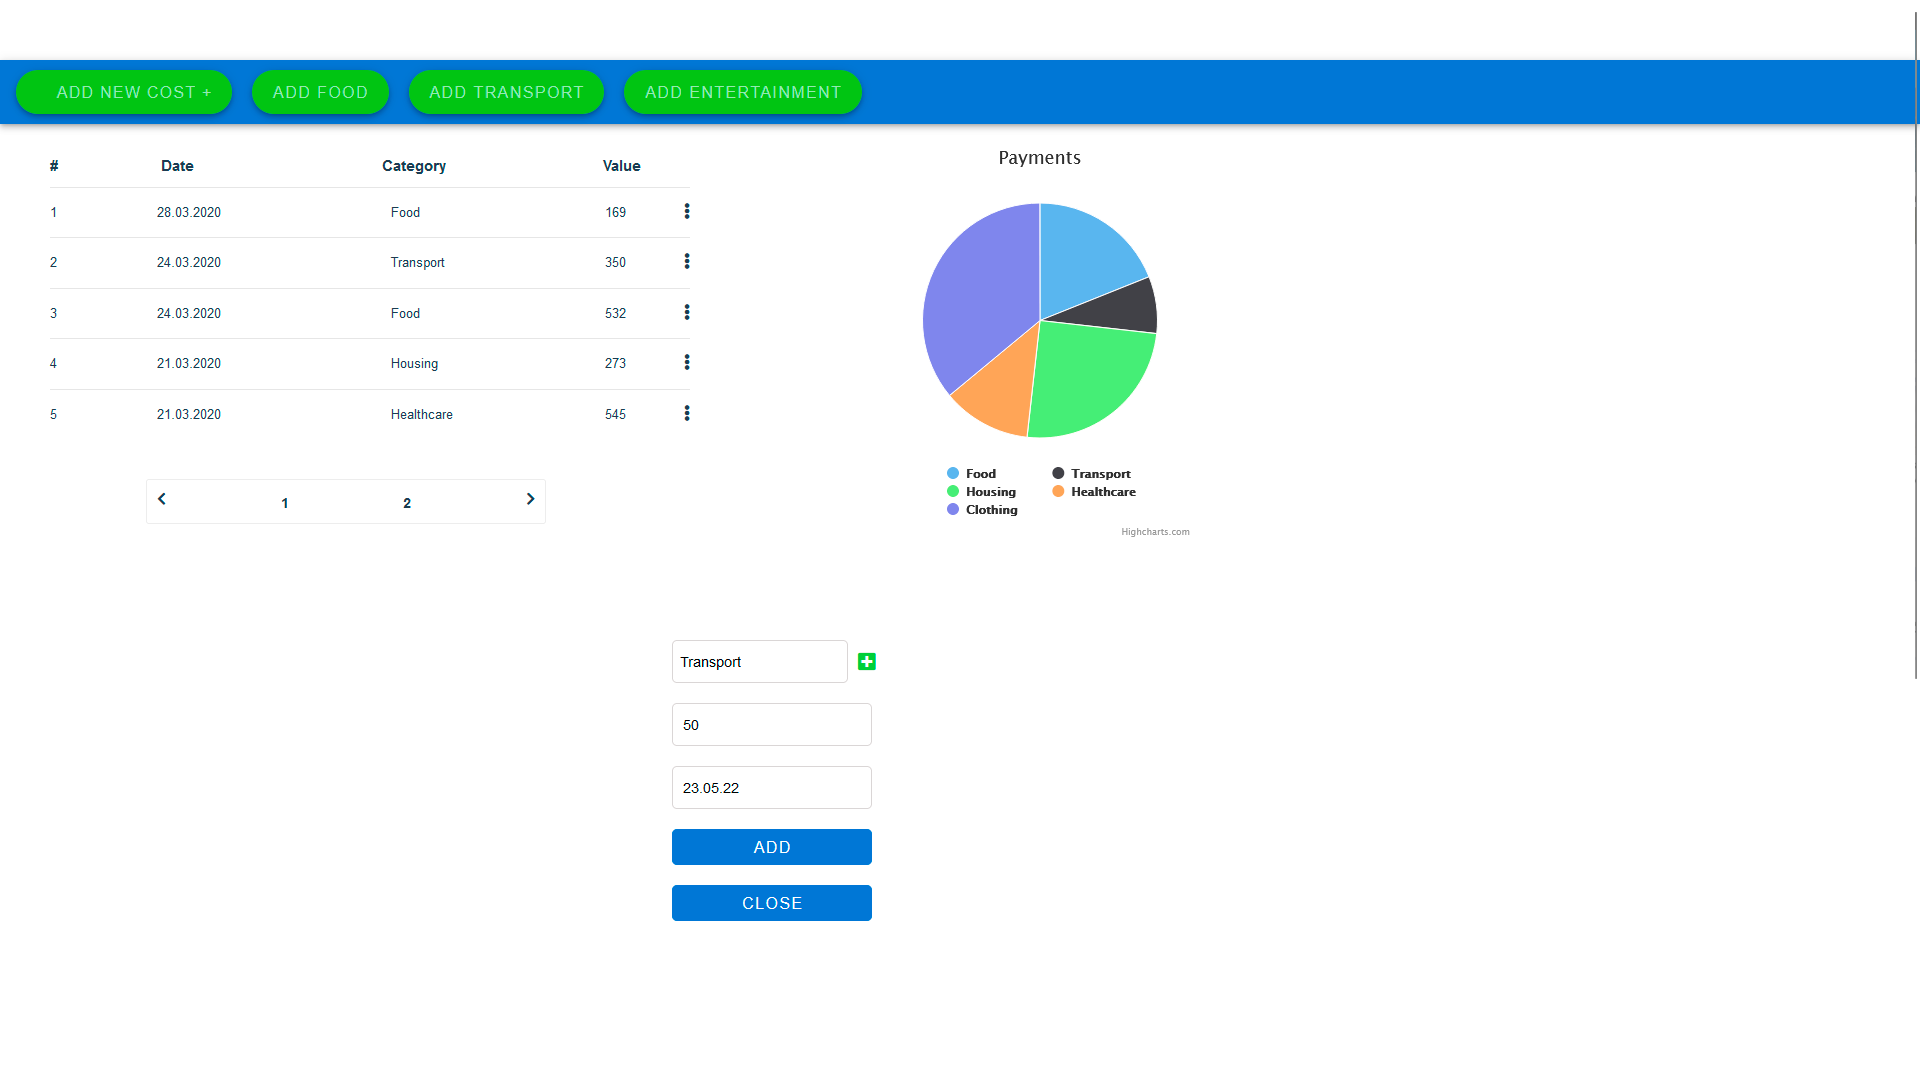 ADD NEW COST + ADD FOOD ADD TRANSPORT ADD ENTERTAINMENT
# Date Category Value
1 28.03.2020 Food 169
2 24.03.2020 Transport 350
3 24.03.2020 Food 532
4 21.03.2020 Housing 273
5 21.03.2020 Healthcare 545
1 2
Payments
Food Transport
Housing Healthcare
Clothing
Highcharts.com
Transport
50
23.05.22
ADD
CLOSE